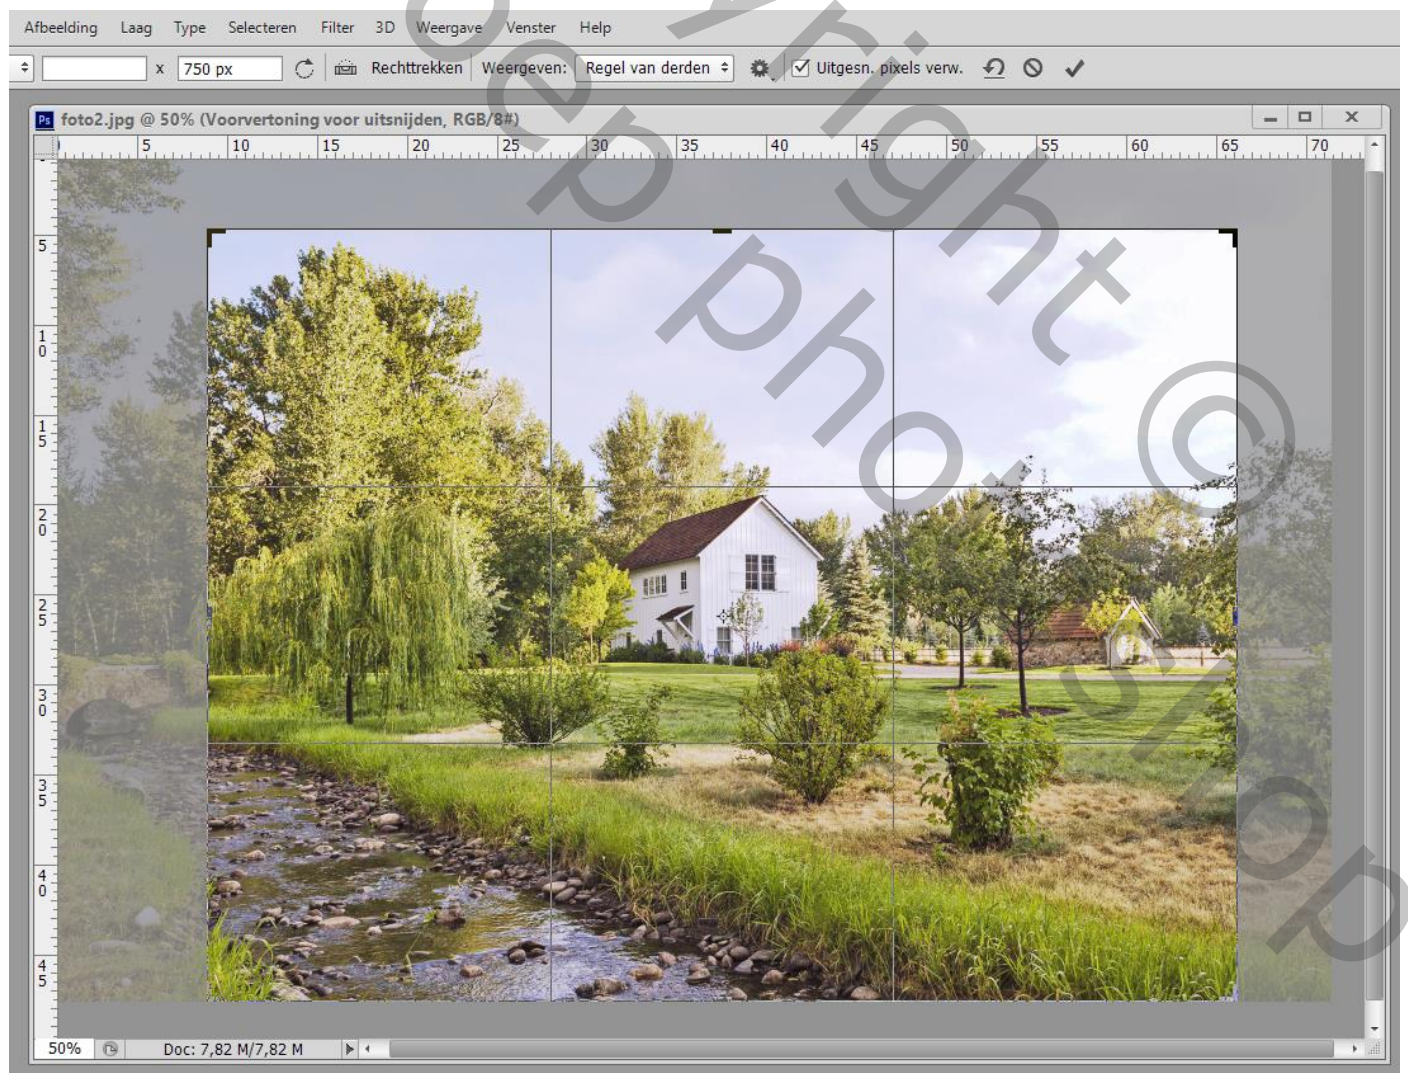 Afbeelding Laag Type Selecteren Filter 3D Weergave Venster Help
x 750 px Rechttrekken Weergeven: Regel van derden Uitgesn. pixels verw.
Ps foto2.jpg @ 50% (Voorvertoning voor uitsnijden, RGB/8#)
5 10 15 20 25 30 35 40 45 50 55 60 65 70
5
10
15
20
25
30
35
40
45
50% Doc: 7,82 M/7,82 M
copyright ©
oep photoshop